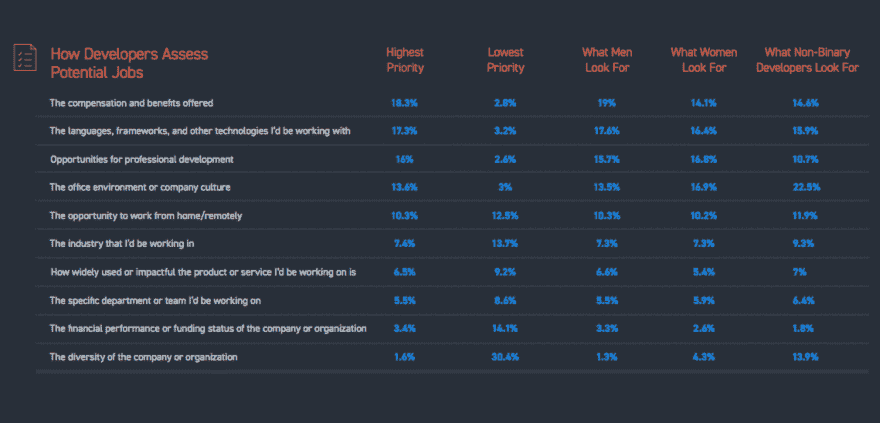 How Developers Assess Potential Jobs Highest Priority Lowest Priority What Men Look For What Women Look For What Non-Binary Developers Look For
The compensation and benefits offered 18.3% 2.8% 19% 14.1% 14.6%
The languages, frameworks, and other technologies I'd be working with 17.3% 3.2% 17.6% 16.4% 15.9%
Opportunities for professional development 16% 2.6% 15.7% 16.8% 10.7%
The office environment or company culture 13.6% 3% 13.5% 16.9% 22.5%
The opportunity to work from home/remotely 10.3% 12.5% 10.3% 10.2% 11.9%
The industry that I'd be working in 7.4% 13.7% 7.3% 7.3% 9.3%
How widely used or impactful the product or service I'd be working on is 6.5% 9.2% 6.6% 5.4% 7%
The specific department or team I'd be working on 5.5% 8.6% 5.5% 5.9% 6.4%
The financial performance or funding status of the company or organization 3.4% 14.1% 3.3% 2.6% 1.8%
The diversity of the company or organization 1.6% 30.4% 1.3% 4.3% 13.9%